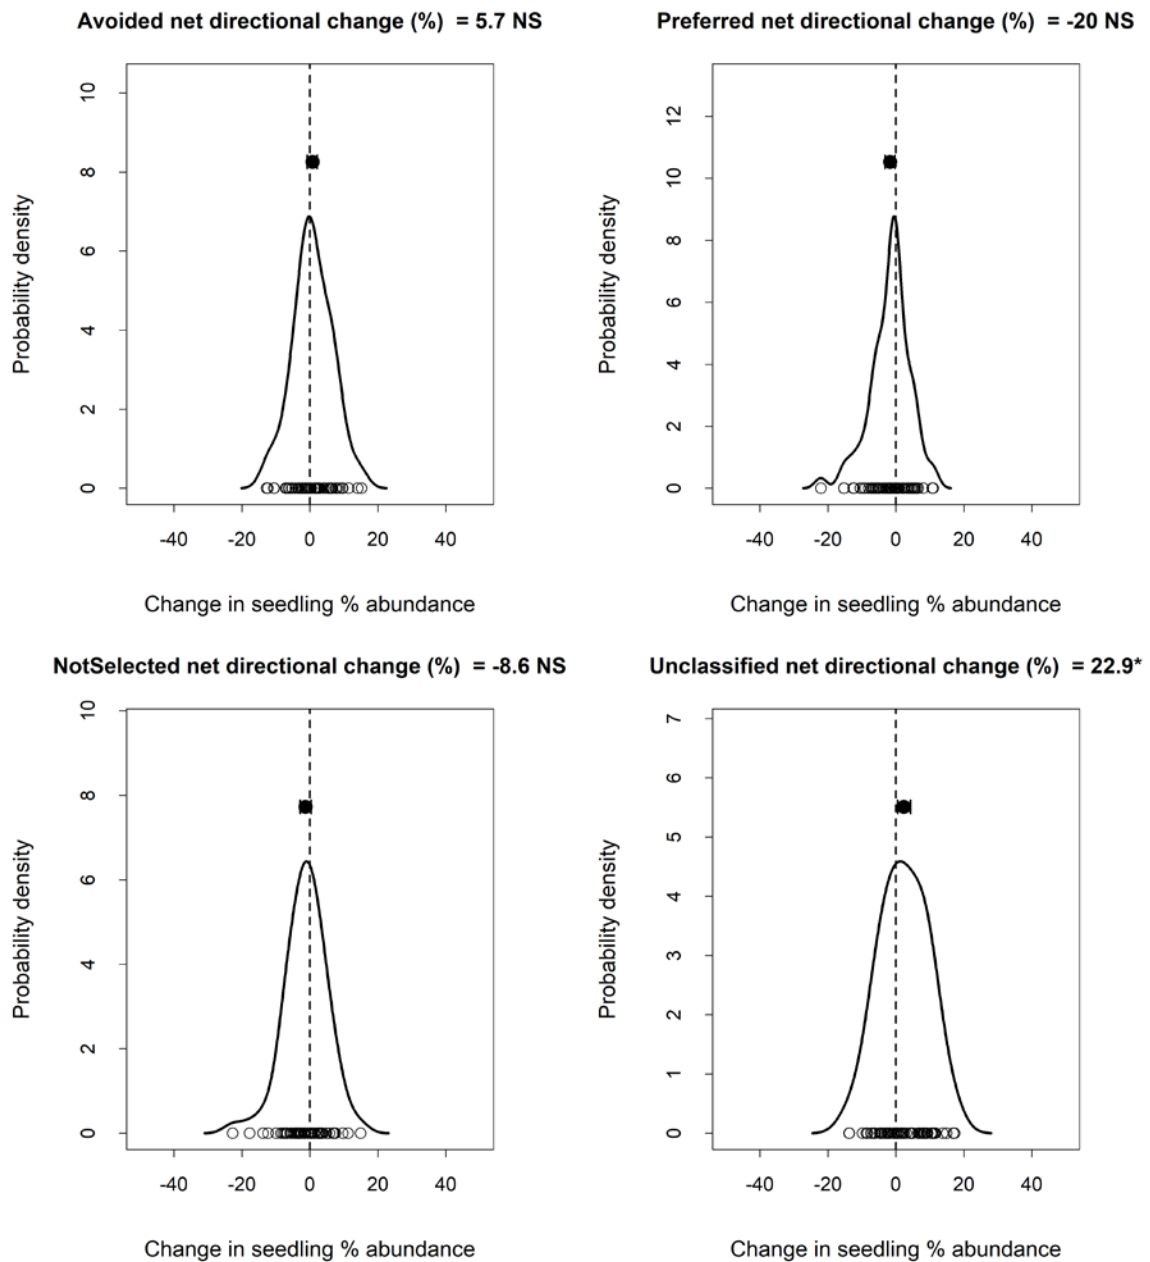 Avoided net directional change (%) = 5.7 NS
Probability density
10
8
6
4
2
0
-40 -20 0 20 40
Change in seedling % abundance
Preferred net directional change (%) = -20 NS
Probability density
12
10
8
6
4
2
0
-40 -20 0 20 40
Change in seedling % abundance
NotSelected net directional change (%) = -8.6 NS
Probability density
10
8
6
4
2
0
-40 -20 0 20 40
Change in seedling % abundance
Unclassified net directional change (%) = 22.9*
Probability density
7
6
5
4
3
2
1
0
-40 -20 0 20 40
Change in seedling % abundance